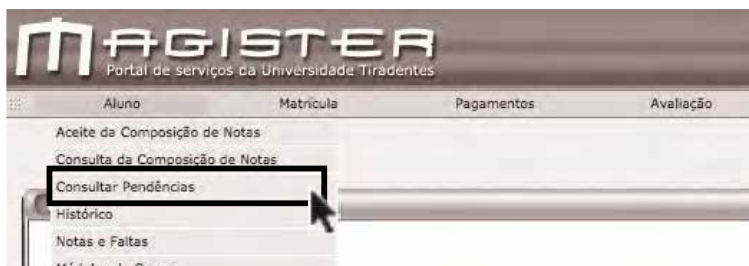 MAGISTER
Portal de serviços da Universidade Tiradentes
Aluno Matrícula Pagamentos Avaliação
Aceite da Composição de Notas
Consulta da Composição de Notas
Consultar Pendências
Histórico
Notas e Faltas